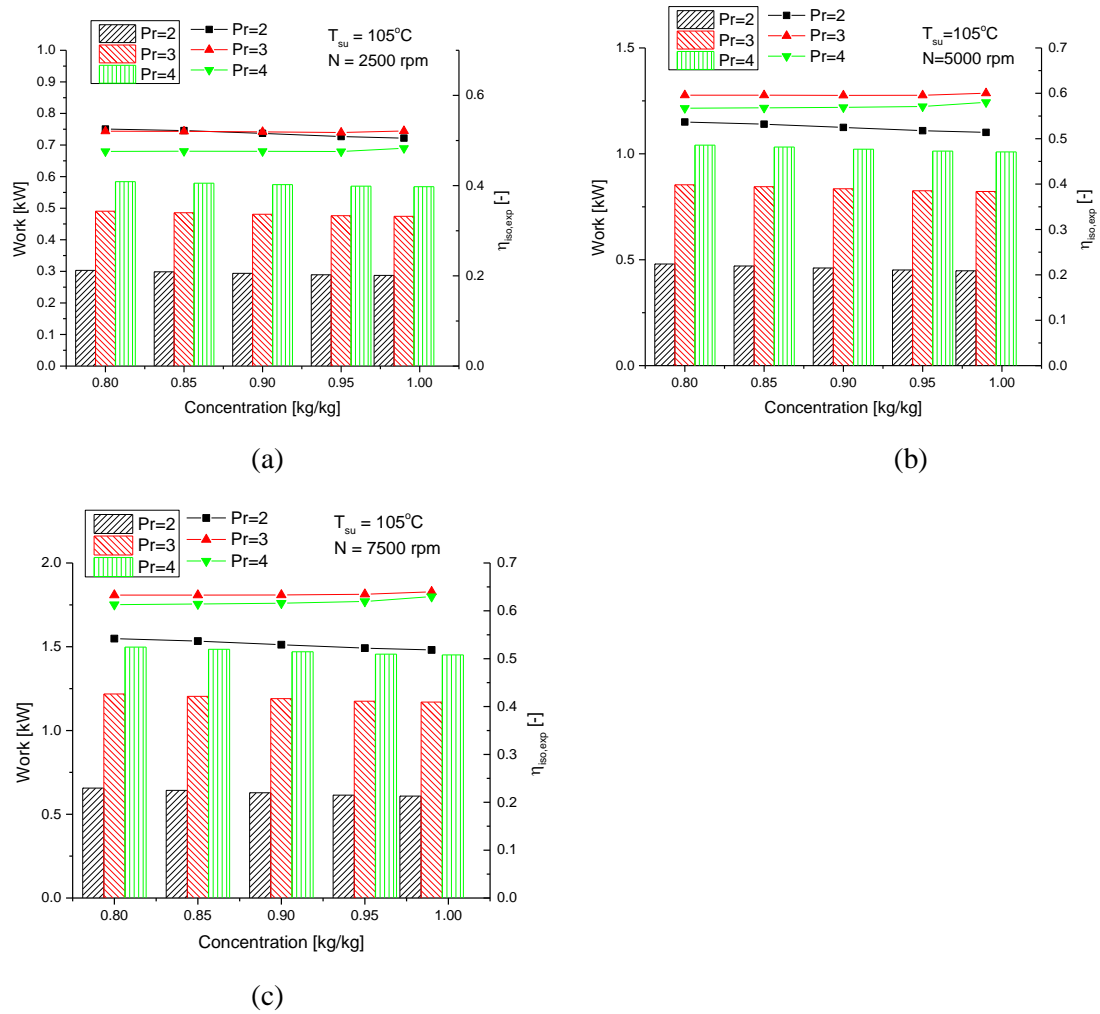 Pr=2
Pr=3
Pr=4
Pr=2
Pr=3
Pr=4
T_su = 105°C
N = 2500 rpm
1.0
0.9
0.8
0.7
0.6
0.5
0.4
0.3
0.2
0.1
0.0
Work [kW]
0.6
0.4
0.2
0.0
η_iso,exp [-]
0.80 0.85 0.90 0.95 1.00
Concentration [kg/kg]
(a)
Pr=2
Pr=3
Pr=4
Pr=2
Pr=3
Pr=4
T_su=105°C
N=5000 rpm
1.5
1.0
0.5
0.0
Work [kW]
0.7
0.6
0.5
0.4
0.3
0.2
0.1
0.0
η_iso,exp [-]
0.80 0.85 0.90 0.95 1.00
Concentration [kg/kg]
(b)
Pr=2
Pr=3
Pr=4
Pr=2
Pr=3
Pr=4
T_su = 105°C
N = 7500 rpm
2.0
1.5
1.0
0.5
0.0
Work [kW]
0.7
0.6
0.5
0.4
0.3
0.2
0.1
0.0
η_iso,exp [-]
0.80 0.85 0.90 0.95 1.00
Concentration [kg/kg]
(c)